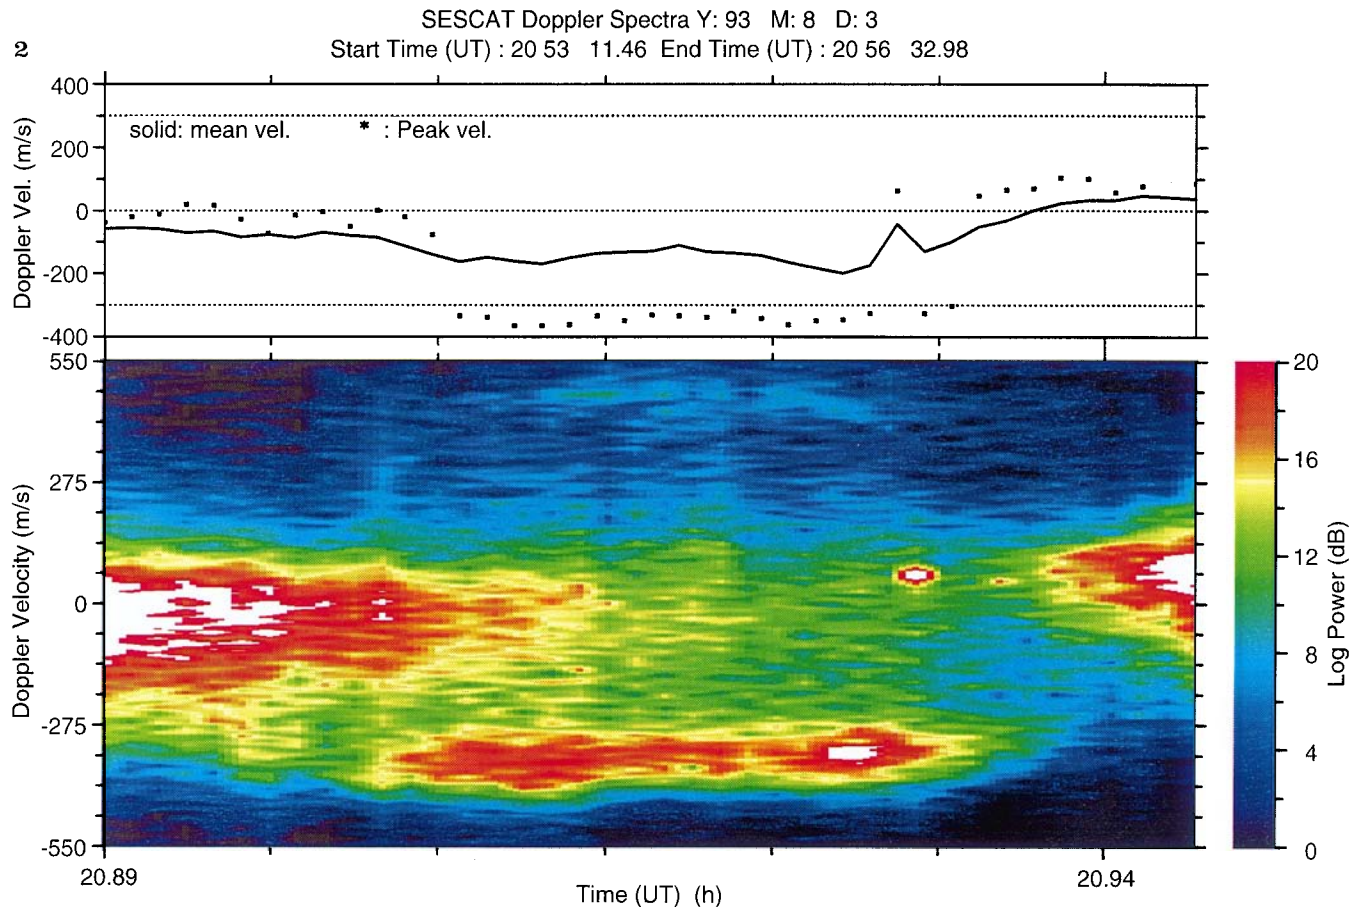 SESCAT Doppler Spectra Y: 93 M: 8 D: 3
2
Start Time (UT) : 20 53 11.46 End Time (UT) : 20 56 32.98
400
200
0
-200
-400
Doppler Vel. (m/s)
solid: mean vel. * : Peak vel.
550
275
0
-275
-550
Doppler Velocity (m/s)
20
16
12
8
4
0
Log Power (dB)
20.89
20.94
Time (UT) (h)